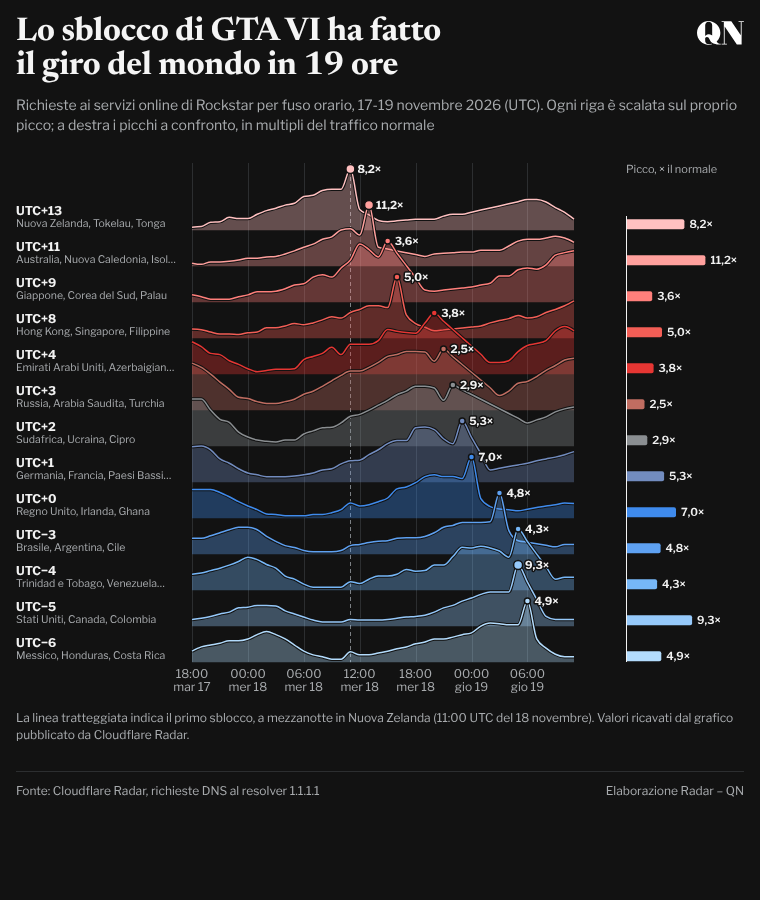 Lo sblocco di GTA VI ha fatto
il giro del mondo in 19 ore
QN
Richieste ai servizi online di Rockstar per fuso orario, 17-19 novembre 2026 (UTC). Ogni riga è scalata sul proprio
picco; a destra i picchi a confronto, in multipli del traffico normale
Picco, × il normale
8,2×
UTC+13
Nuova Zelanda, Tokelau, Tonga
8,2×
11,2×
UTC+11
Australia, Nuova Caledonia, Isol...
11,2×
3,6×
UTC+9
Giappone, Corea del Sud, Palau
3,6×
5,0×
UTC+8
Hong Kong, Singapore, Filippine
5,0×
3,8×
UTC+4
Emirati Arabi Uniti, Azerbaigian...
3,8×
2,5×
UTC+3
Russia, Arabia Saudita, Turchia
2,5×
2,9×
UTC+2
Sudafrica, Ucraina, Cipro
2,9×
5,3×
UTC+1
Germania, Francia, Paesi Bassi...
5,3×
7,0×
UTC+0
Regno Unito, Irlanda, Ghana
7,0×
4,8×
UTC−3
Brasile, Argentina, Cile
4,8×
4,3×
UTC−4
Trinidad e Tobago, Venezuela...
4,3×
9,3×
UTC−5
Stati Uniti, Canada, Colombia
9,3×
4,9×
UTC−6
Messico, Honduras, Costa Rica
4,9×
18:00 00:00 06:00 12:00 18:00 00:00 06:00
mar 17 mer 18 mer 18 mer 18 mer 18 gio 19 gio 19
La linea tratteggiata indica il primo sblocco, a mezzanotte in Nuova Zelanda (11:00 UTC del 18 novembre). Valori ricavati dal grafico
pubblicato da Cloudflare Radar.
Fonte: Cloudflare Radar, richieste DNS al resolver 1.1.1.1
Elaborazione Radar – QN